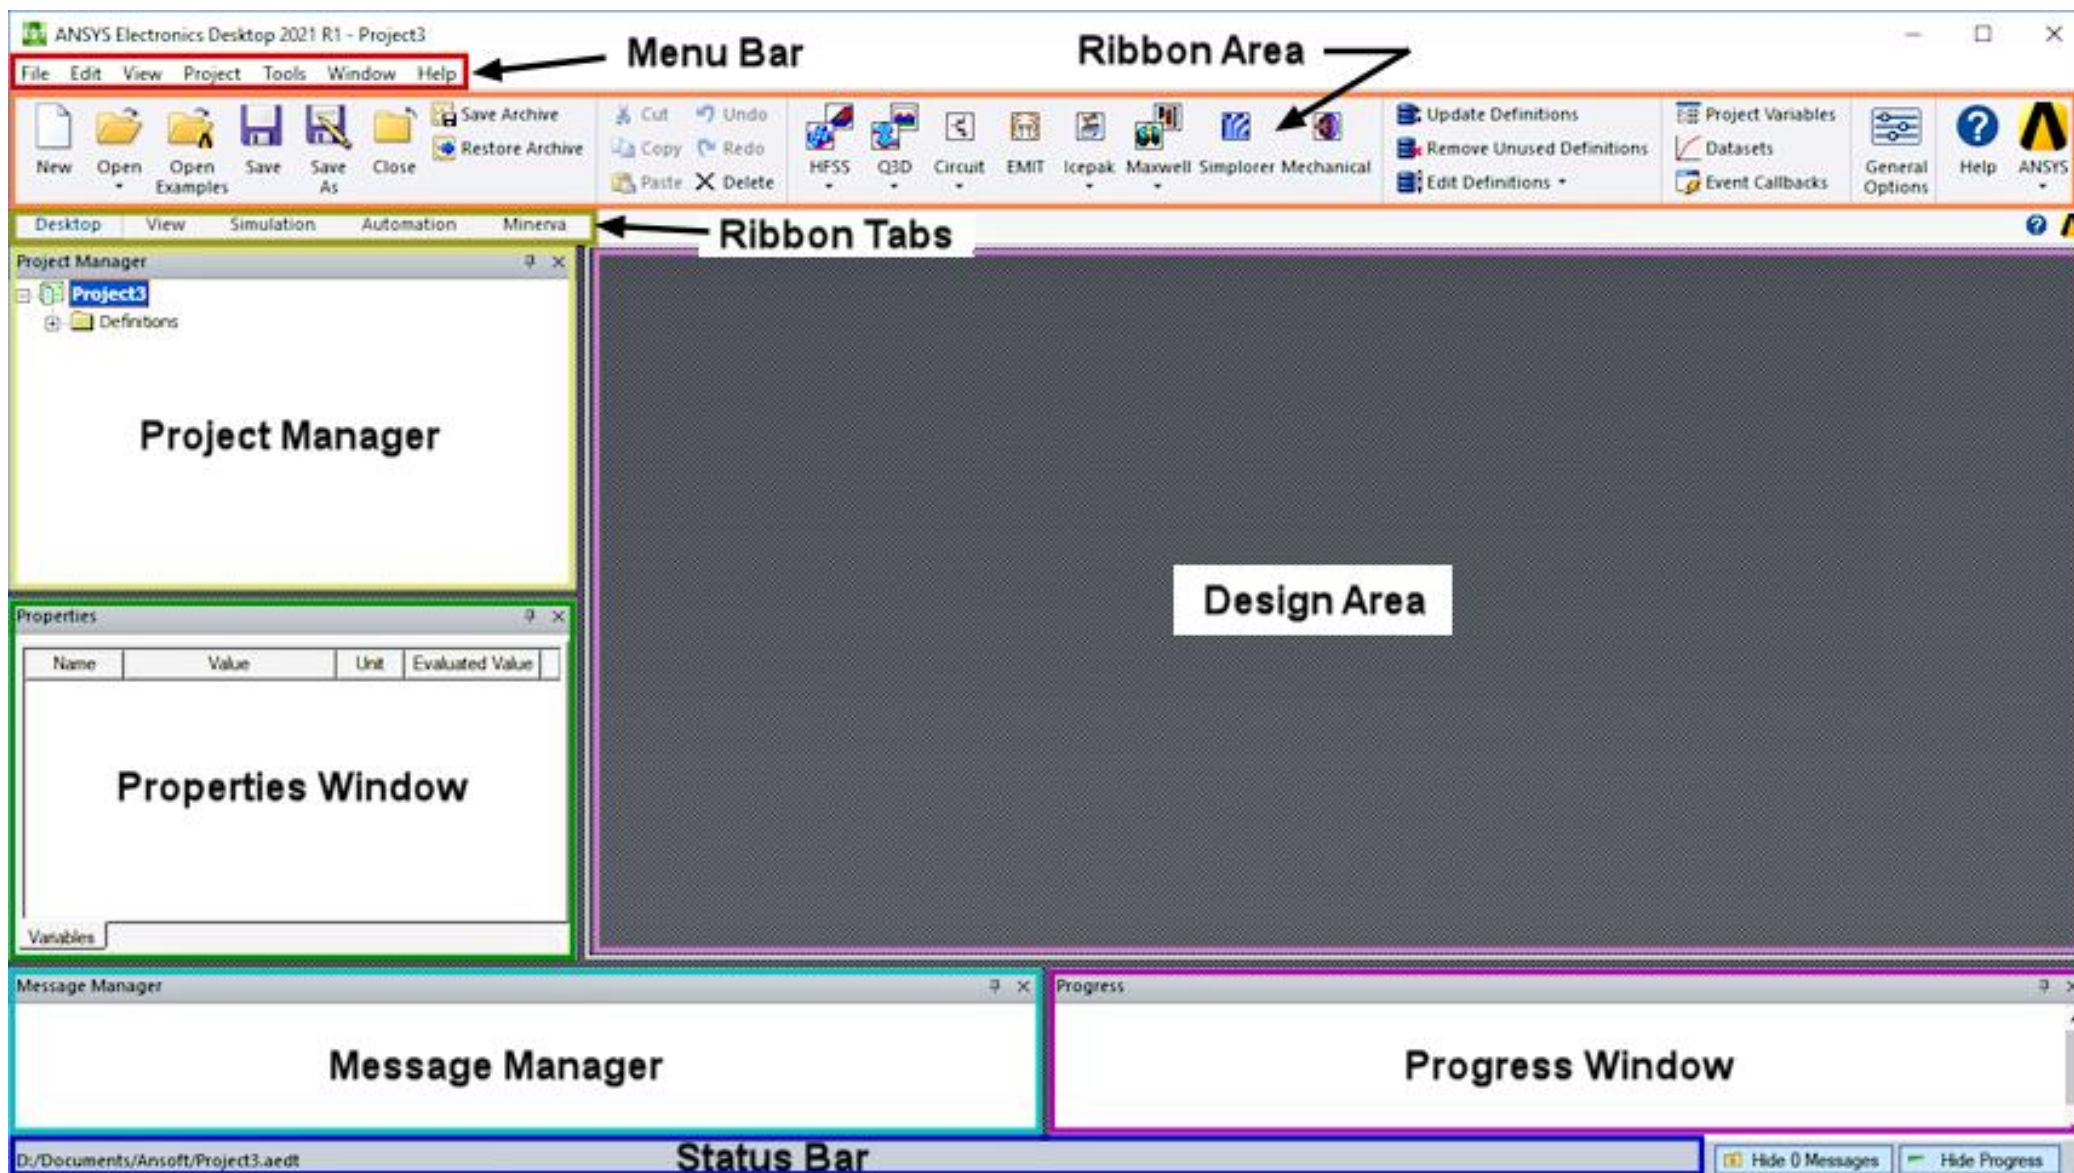 ANSYS Electronics Desktop 2021 R1 - Project3
Menu Bar
Ribbon Area
File Edit View Project Tools Window Help
New
Open
Open Examples
Save
Save As
Close
Save Archive
Restore Archive
Cut
Copy
Paste
Undo
Redo
Delete
HFSS
Q3D
Circuit
EMIT
Icepak
Maxwell
Simplorer
Mechanical
Update Definitions
Remove Unused Definitions
Edit Definitions
Project Variables
Datasets
Event Callbacks
General Options
Help
ANSYS
Desktop View Simulation Automation Minerva
Ribbon Tabs
Project Manager
Project3
Definitions
Project Manager
Design Area
Properties
Name Value Unit Evaluated Value
Properties Window
Variables
Message Manager
Message Manager
Progress
Progress Window
D:/Documents/Ansoft/Project3.aedt
Status Bar
Hide 0 Messages
Hide Progress